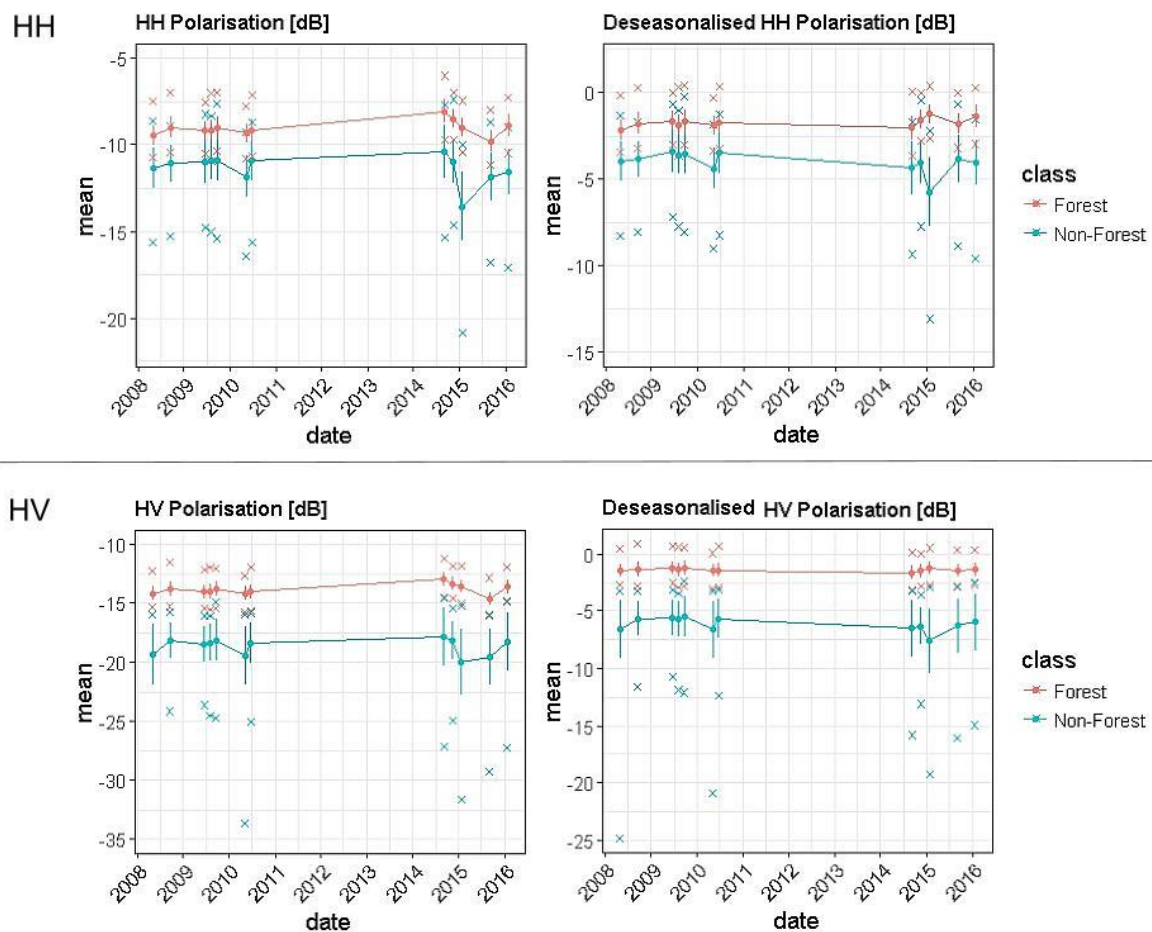 HH
HH Polarisation [dB]
Deseasonalised HH Polarisation [dB]
-5
-10
-15
-20
mean
2008 2009 2010 2011 2012 2013 2014 2015 2016
date
0
-5
-10
-15
mean
2008 2009 2010 2011 2012 2013 2014 2015 2016
date
class
Forest
Non-Forest
HV
HV Polarisation [dB]
Deseasonalised HV Polarisation [dB]
-10
-15
-20
-25
-30
-35
mean
2008 2009 2010 2011 2012 2013 2014 2015 2016
date
0
-5
-10
-15
-20
-25
mean
2008 2009 2010 2011 2012 2013 2014 2015 2016
date
class
Forest
Non-Forest